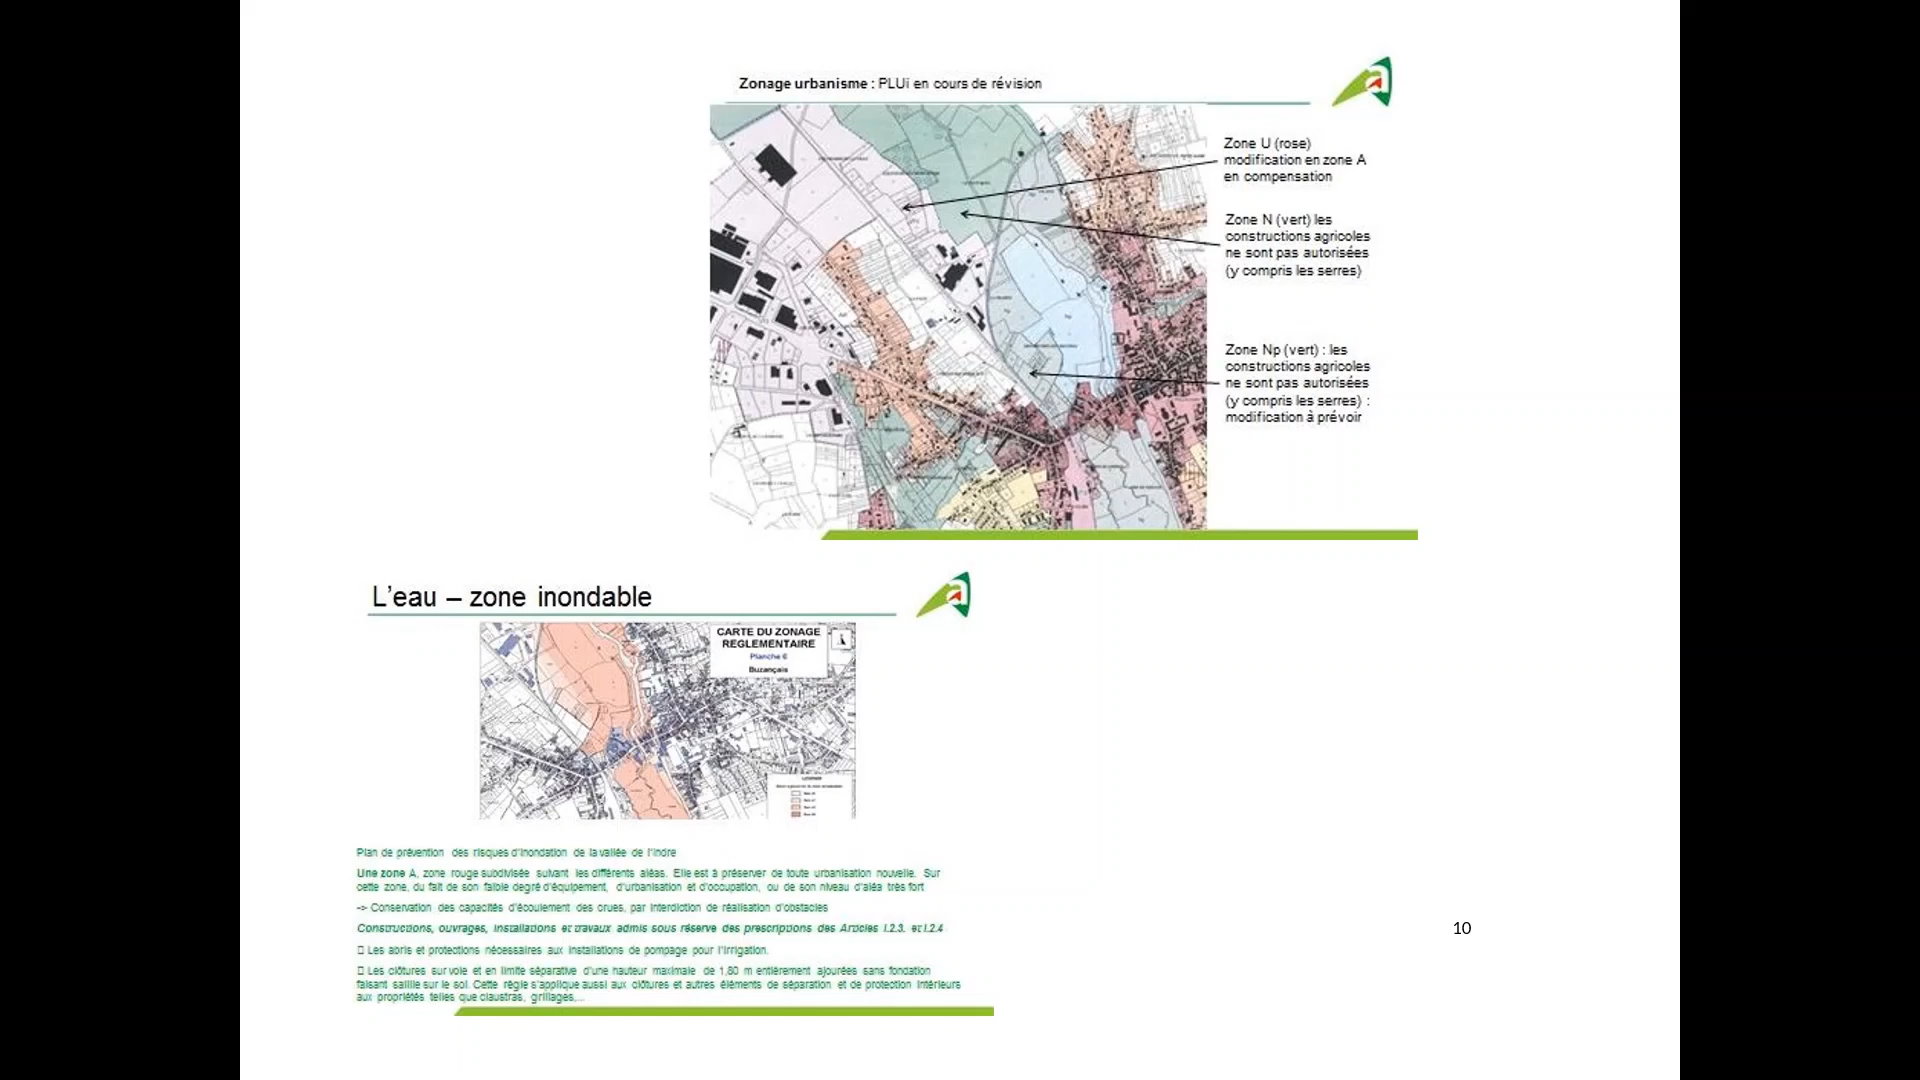 Zonage urbanisme : PLUi en cours de révision
Zone U (rose)
modification en zone A
en compensation
Zone N (vert) les
constructions agricoles
ne sont pas autorisées
(y compris les serres)
Zone Np (vert) : les
constructions agricoles
ne sont pas autorisées
(y compris les serres) :
modification à prévoir
L'eau – zone inondable
CARTE DU ZONAGE
REGLEMENTAIRE
Planche 6
Buzançais
Plan de prévention des risques d'inondation de la vallée de l'Indre
Une zone A, zone rouge subdivisée suivant les différents aléas. Elle est à préserver de toute urbanisation nouvelle. Sur
cette zone, du fait de son faible degré d'équipement, d'urbanisation et d'occupation, ou de son niveau d'aléa très fort
-> Conservation des capacités d'écoulement des crues, par interdiction de réalisation d'obstacles
Constructions, ouvrages, installations et travaux admis sous réserve des prescriptions des Articles I.2.3. et I.2.4
Les abris et protections nécessaires aux installations de pompage pour l'irrigation.
Les clôtures sur voie et en limite séparative d'une hauteur maximale de 1,80 m entièrement ajourées sans fondation
faisant saillie sur le sol. Cette règle s'applique aussi aux clôtures et autres éléments de séparation et de protection intérieurs
aux propriétés telles que claustras, grillages,...
10